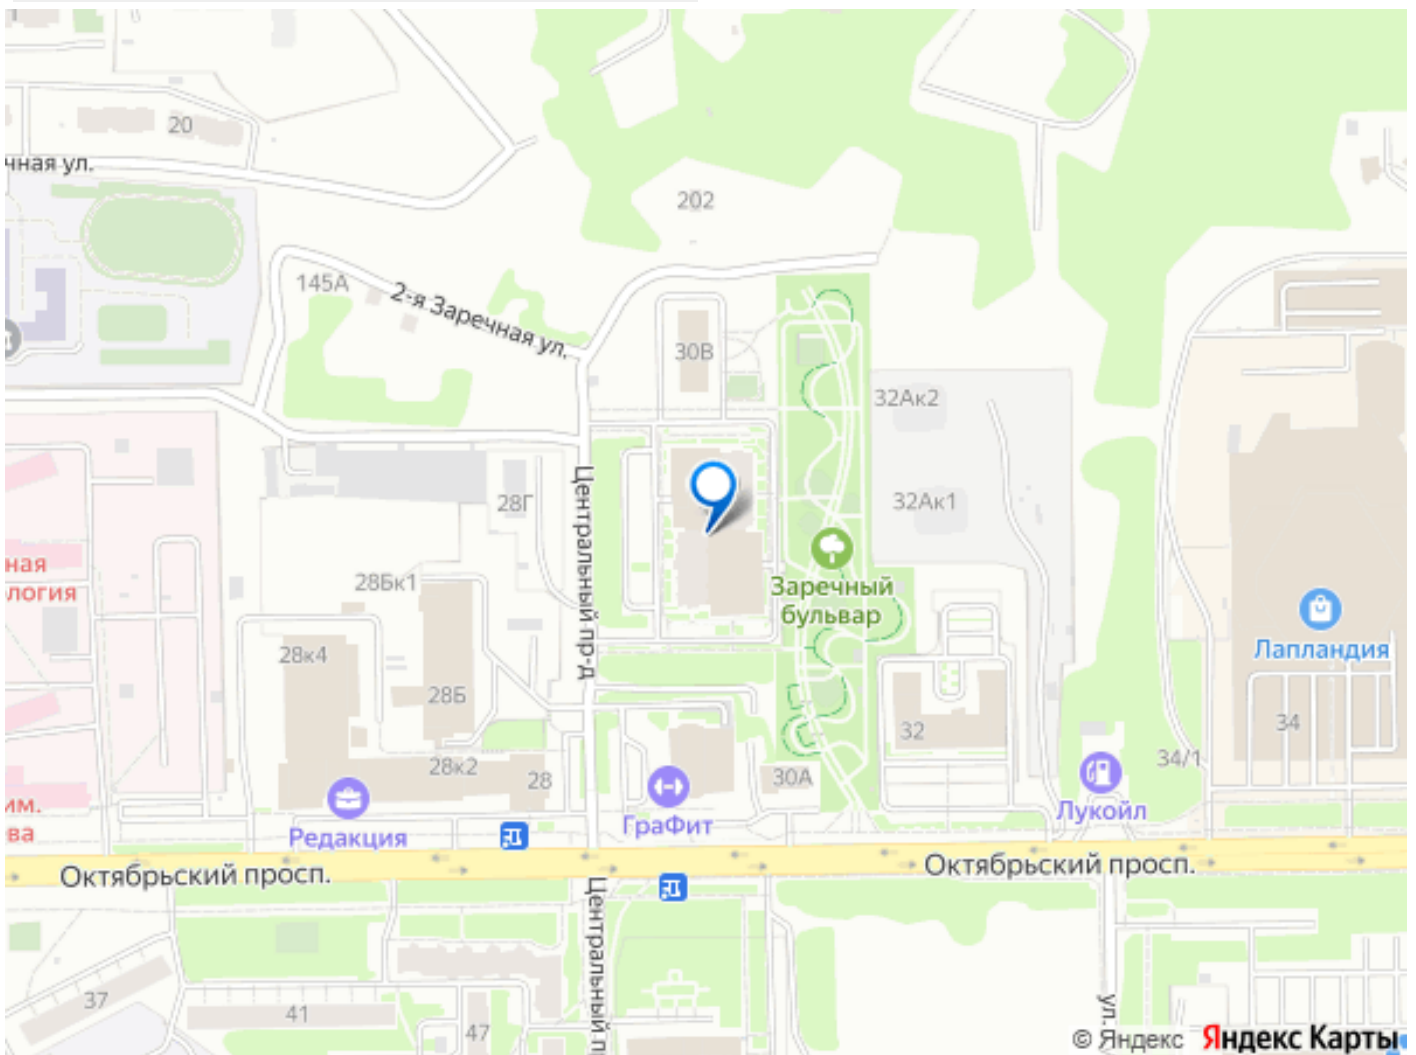 20
чная ул.
202
145А
2-я Заречная ул.
30В
32Ак2
28Г
32Ак1
Центральный пр-д
ная
логия
28Бк1
Заречный
бульвар
Лапландия
28к4
28Б
34
32
34/1
28к2
28
30А
им.
ва
Редакция
ГраФит
Лукойл
Октябрьский просп.
Октябрьский просп.
Центральный п
37
41
47
ул.
© Яндекс Яндекс Карты